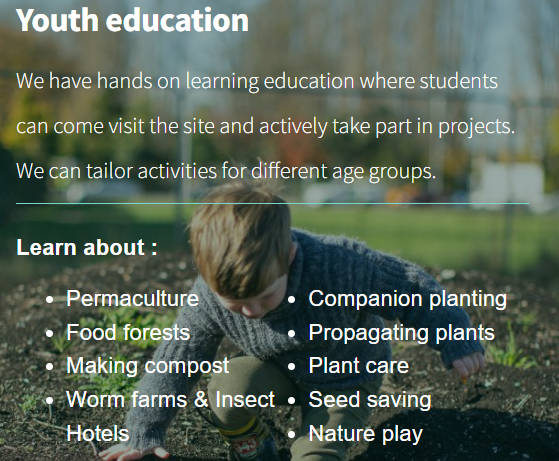 Youth education
We have hands on learning education where students
can come visit the site and actively take part in projects.
We can tailor activities for different age groups.
Learn about :
• Permaculture
• Food forests
• Making compost
• Worm farms & Insect
Hotels
• Companion planting
• Propagating plants
• Plant care
• Seed saving
• Nature play